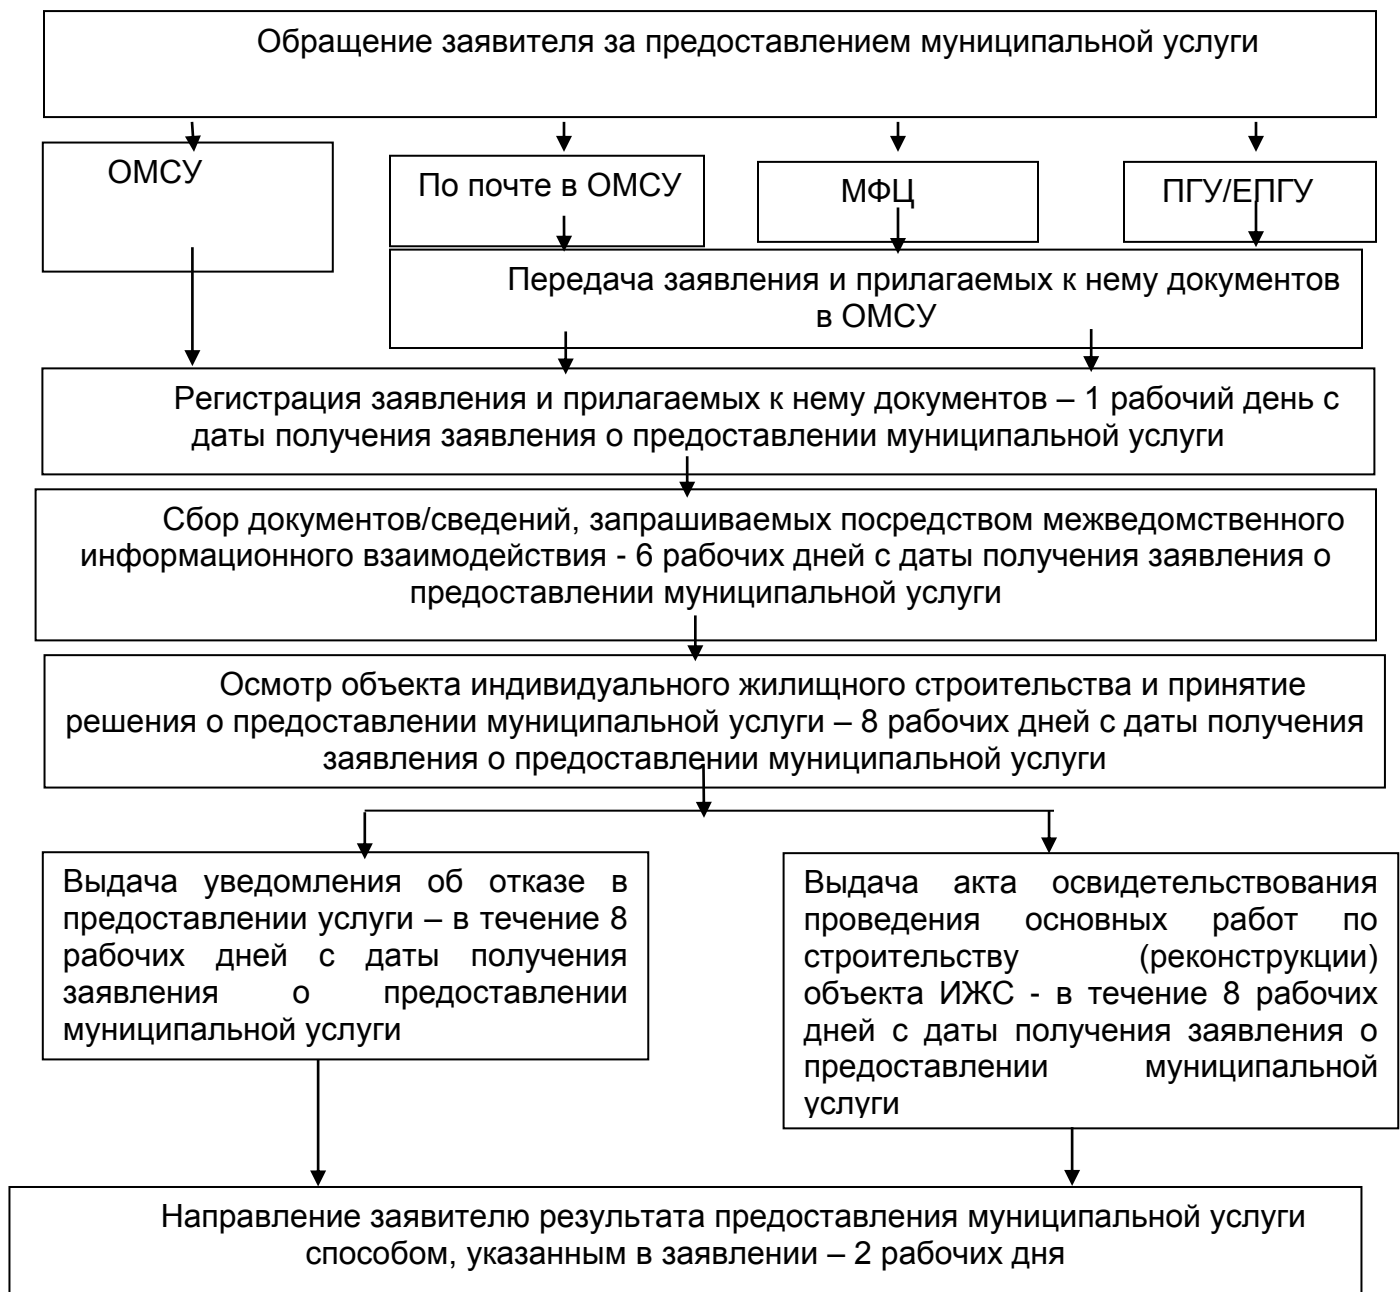 Обращение заявителя за предоставлением муниципальной услуги
ОМСУ
По почте в ОМСУ
МФЦ
ПГУ/ЕПГУ
Передача заявления и прилагаемых к нему документов
в ОМСУ
Регистрация заявления и прилагаемых к нему документов – 1 рабочий день с
даты получения заявления о предоставлении муниципальной услуги
Сбор документов/сведений, запрашиваемых посредством межведомственного
информационного взаимодействия - 6 рабочих дней с даты получения заявления о
предоставлении муниципальной услуги
Осмотр объекта индивидуального жилищного строительства и принятие
решения о предоставлении муниципальной услуги – 8 рабочих дней с даты получения
заявления о предоставлении муниципальной услуги
Выдача уведомления об отказе в
предоставлении услуги – в течение 8
рабочих дней с даты получения
заявления о предоставлении
муниципальной услуги
Выдача акта освидетельствования
проведения основных работ по
строительству (реконструкции)
объекта ИЖС - в течение 8 рабочих
дней с даты получения заявления о
предоставлении муниципальной
услуги
Направление заявителю результата предоставления муниципальной услуги
способом, указанным в заявлении – 2 рабочих дня